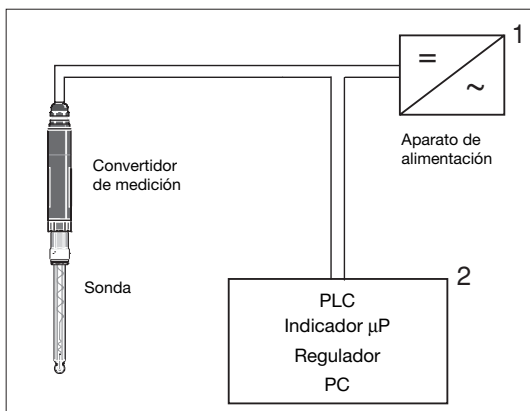 1
=
~
Aparato de
alimentación
Convertidor
de medición
Sonda
2
PLC
Indicador µP
Regulador
PC